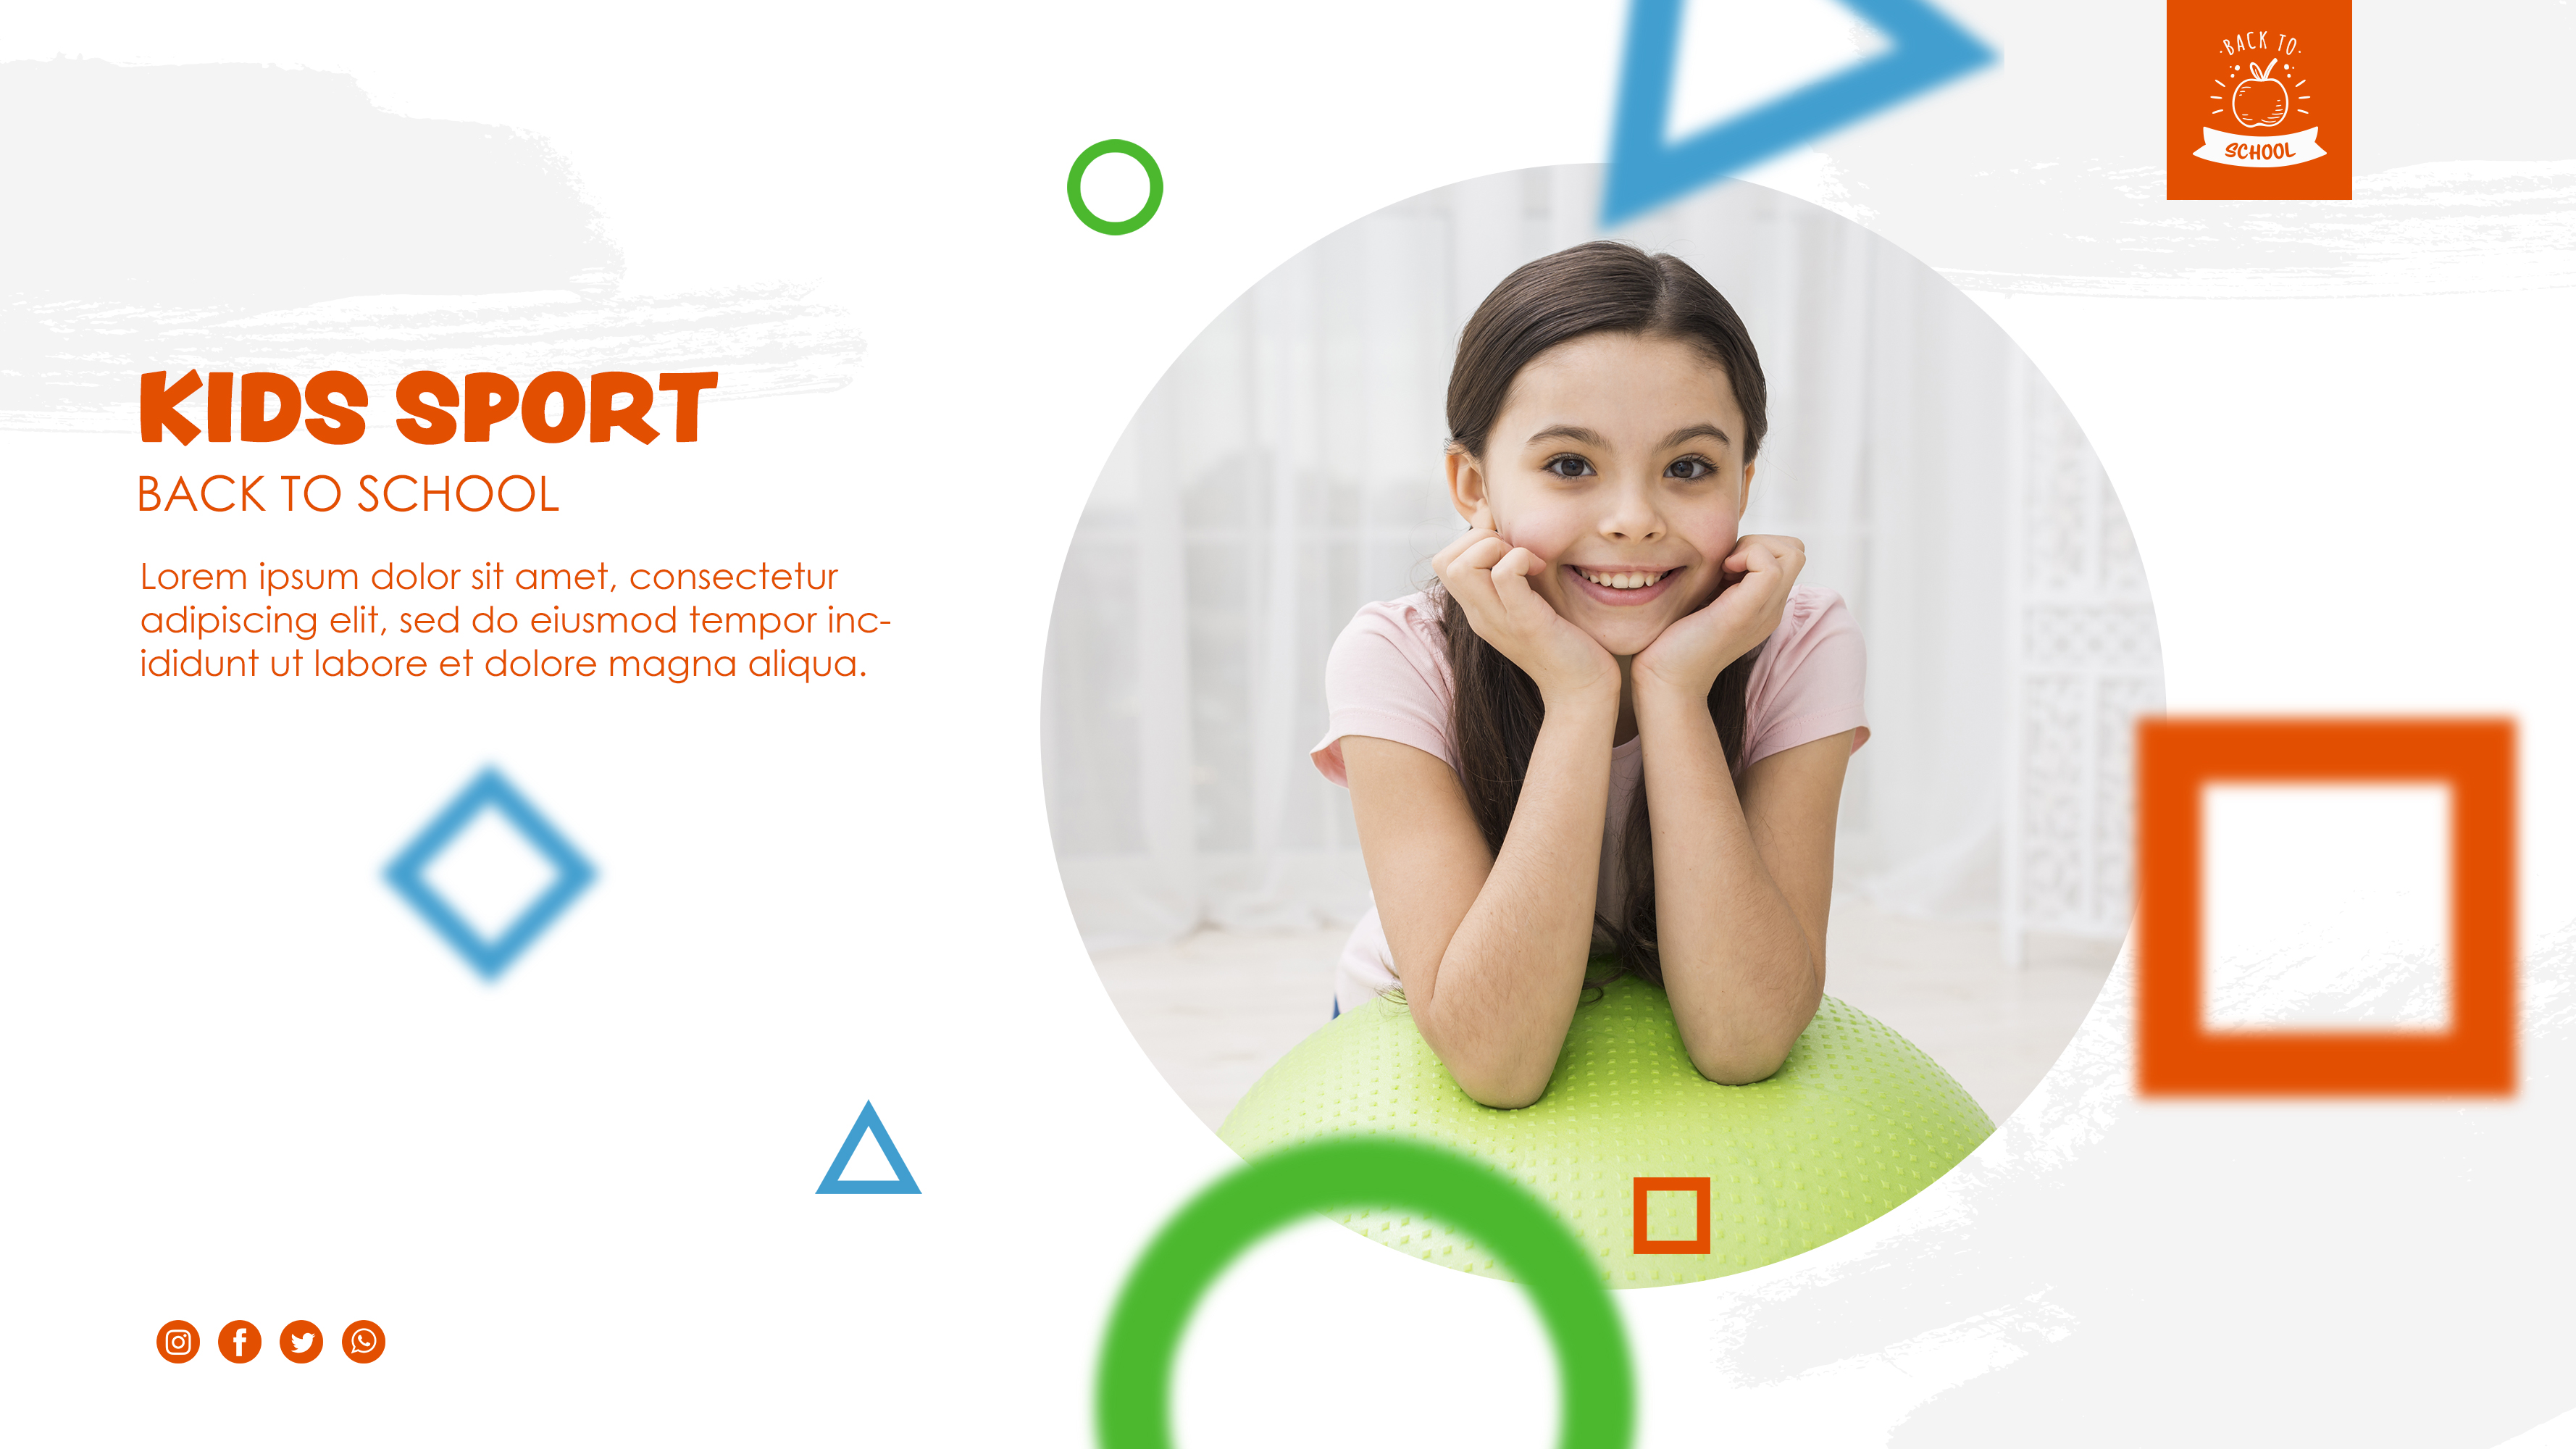 BACK TO
SCHOOL
KIDS SPORT
BACK TO SCHOOL
Lorem ipsum dolor sit amet, consectetur
adipiscing elit, sed do eiusmod tempor inc-
ididunt ut labore et dolore magna aliqua.